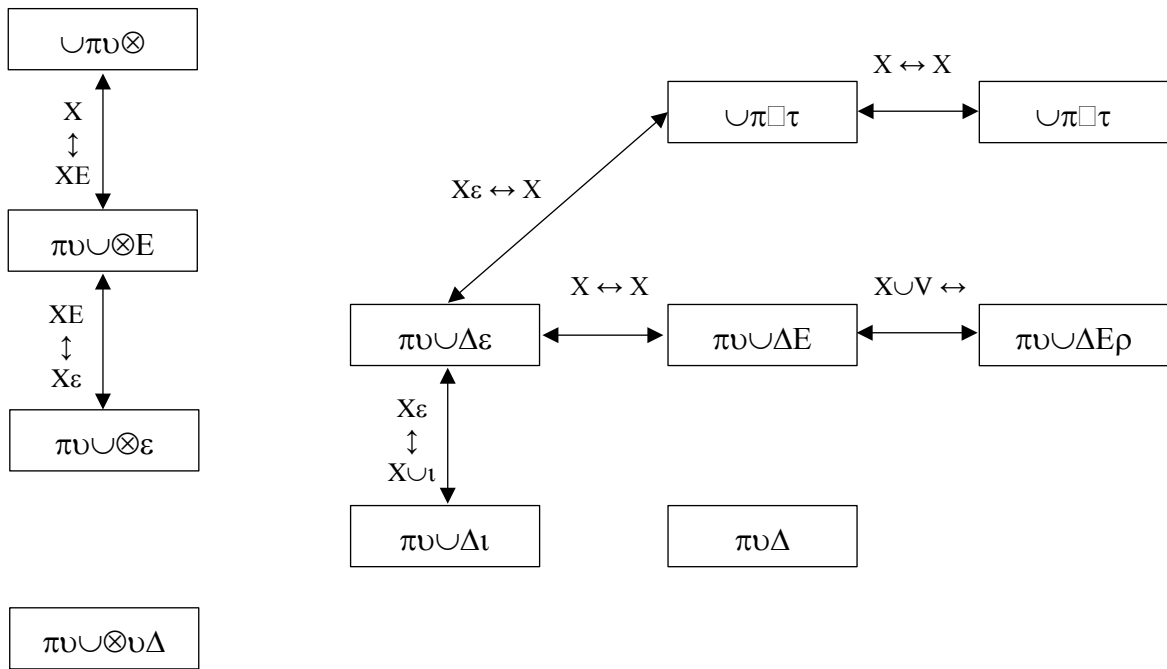 ∪πυ⊗
X
↕
XE
πυ∪⊗E
XE
↕
Xε
πυ∪⊗ε
πυ∪⊗υΔ
X ↔ X
∪π□τ
∪π□τ
Xε ↔ X
X ↔ X
X∪V ↔
πυ∪Δε
πυ∪ΔE
πυ∪ΔEρ
Xε
↕
X∪ι
πυ∪Δι
πυΔ